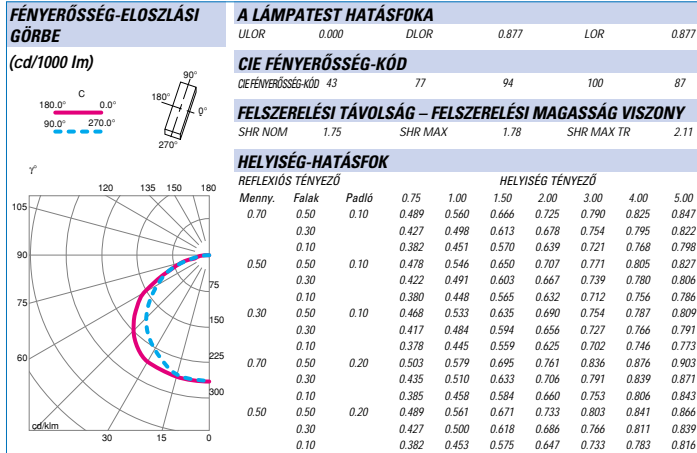 FÉNYERŐSSÉG-ELOSZLÁSI
GÖRBE
(cd/1000 lm)
C
180.0° 0.0°
90.0° 270.0°
90°
180° 0°
270°
γ°
120 135 150 180
105
90
75
60
75
150
225
300
cd/klm
30 15 0
A LÁMPATEST HATÁSFOKA
ULOR 0.000 DLOR 0.877 LOR 0.877
CIE FÉNYERŐSSÉG-KÓD
CIE FÉNYERŐSSÉG-KÓD 43 77 94 100 87
FELSZERELÉSI TÁVOLSÁG – FELSZERELÉSI MAGASSÁG VISZONY
SHR NOM 1.75 SHR MAX 1.78 SHR MAX TR 2.11
HELYISÉG-HATÁSFOK
REFLEXIÓS TÉNYEZŐ HELYISÉG TÉNYEZŐ
Menny. Falak Padló 0.75 1.00 1.50 2.00 3.00 4.00 5.00
0.70 0.50 0.10 0.489 0.560 0.666 0.725 0.790 0.825 0.847
0.30 0.427 0.498 0.613 0.678 0.754 0.795 0.822
0.10 0.382 0.451 0.570 0.639 0.721 0.768 0.798
0.50 0.50 0.10 0.478 0.546 0.650 0.707 0.771 0.805 0.827
0.30 0.422 0.491 0.603 0.667 0.739 0.780 0.806
0.10 0.380 0.448 0.565 0.632 0.712 0.756 0.786
0.30 0.50 0.10 0.468 0.533 0.635 0.690 0.754 0.787 0.809
0.30 0.417 0.484 0.594 0.656 0.727 0.766 0.791
0.10 0.378 0.445 0.559 0.625 0.702 0.746 0.773
0.70 0.50 0.20 0.503 0.579 0.695 0.761 0.836 0.876 0.903
0.30 0.435 0.510 0.633 0.706 0.791 0.839 0.871
0.10 0.385 0.458 0.584 0.660 0.753 0.806 0.843
0.50 0.50 0.20 0.489 0.561 0.671 0.733 0.803 0.841 0.866
0.30 0.427 0.500 0.618 0.686 0.766 0.811 0.839
0.10 0.382 0.453 0.575 0.647 0.733 0.783 0.816